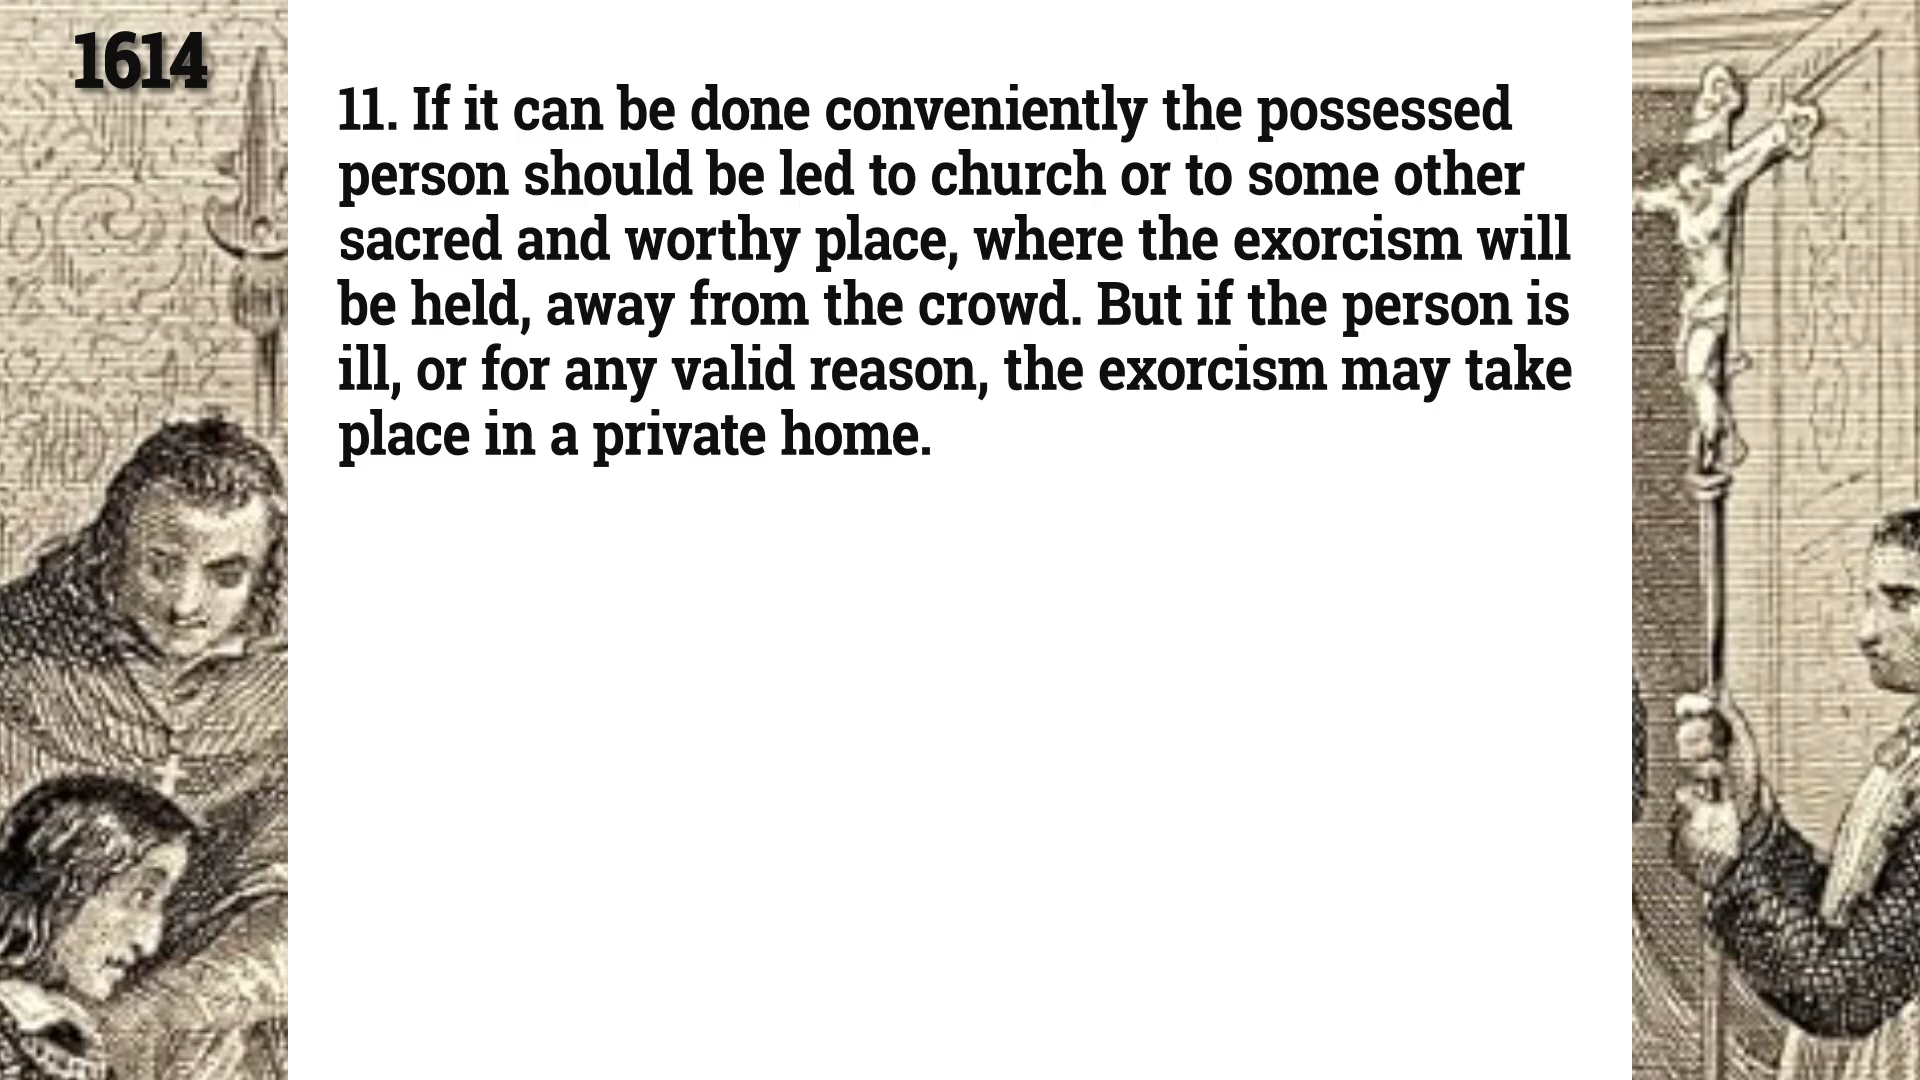 1614
11. If it can be done conveniently the possessed
person should be led to church or to some other
sacred and worthy place, where the exorcism will
be held, away from the crowd. But if the person is
ill, or for any valid reason, the exorcism may take
place in a private home.